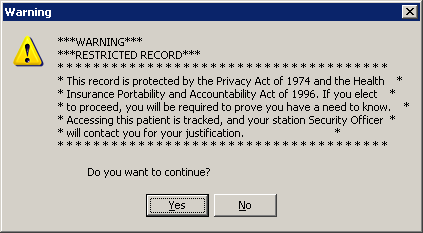 Warning
***WARNING***
***RESTRICTED RECORD***
* * * * * * * * * * * * * * * * * * * * * * * * * * * * * * * * * * * * *
* This record is protected by the Privacy Act of 1974 and the Health *
* Insurance Portability and Accountability Act of 1996. If you elect *
* to proceed, you will be required to prove you have a need to know. *
* Accessing this patient is tracked, and your station Security Officer *
* will contact you for your justification. *
* * * * * * * * * * * * * * * * * * * * * * * * * * * * * * * * * * * * *
Do you want to continue?
Yes No